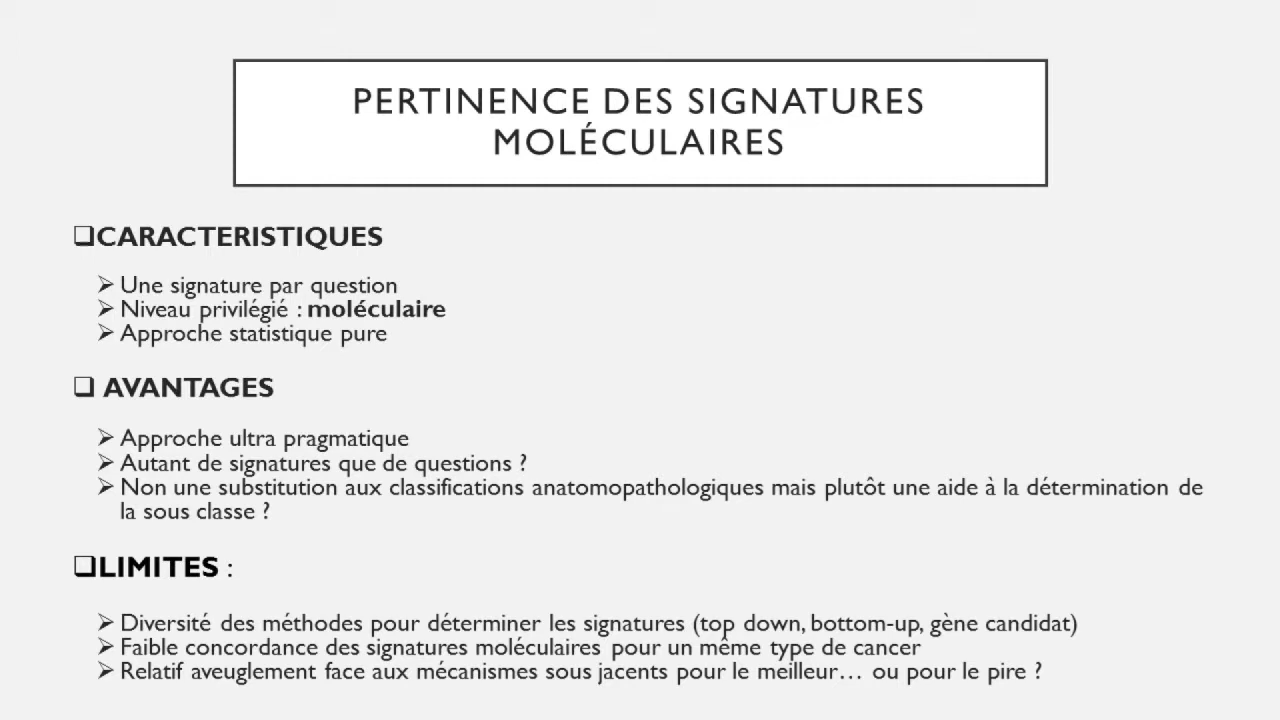 PERTINENCE DES SIGNATURES
MOLÉCULAIRES
❑CARACTERISTIQUES
➢ Une signature par question
➢ Niveau privilégié : moléculaire
➢ Approche statistique pure
❑ AVANTAGES
➢ Approche ultra pragmatique
➢ Autant de signatures que de questions ?
➢ Non une substitution aux classifications anatomopathologiques mais plutôt une aide à la détermination de
la sous classe ?
❑LIMITES :
➢ Diversité des méthodes pour déterminer les signatures (top down, bottom-up, gène candidat)
➢ Faible concordance des signatures moléculaires pour un même type de cancer
➢ Relatif aveuglement face aux mécanismes sous jacents pour le meilleur… ou pour le pire ?